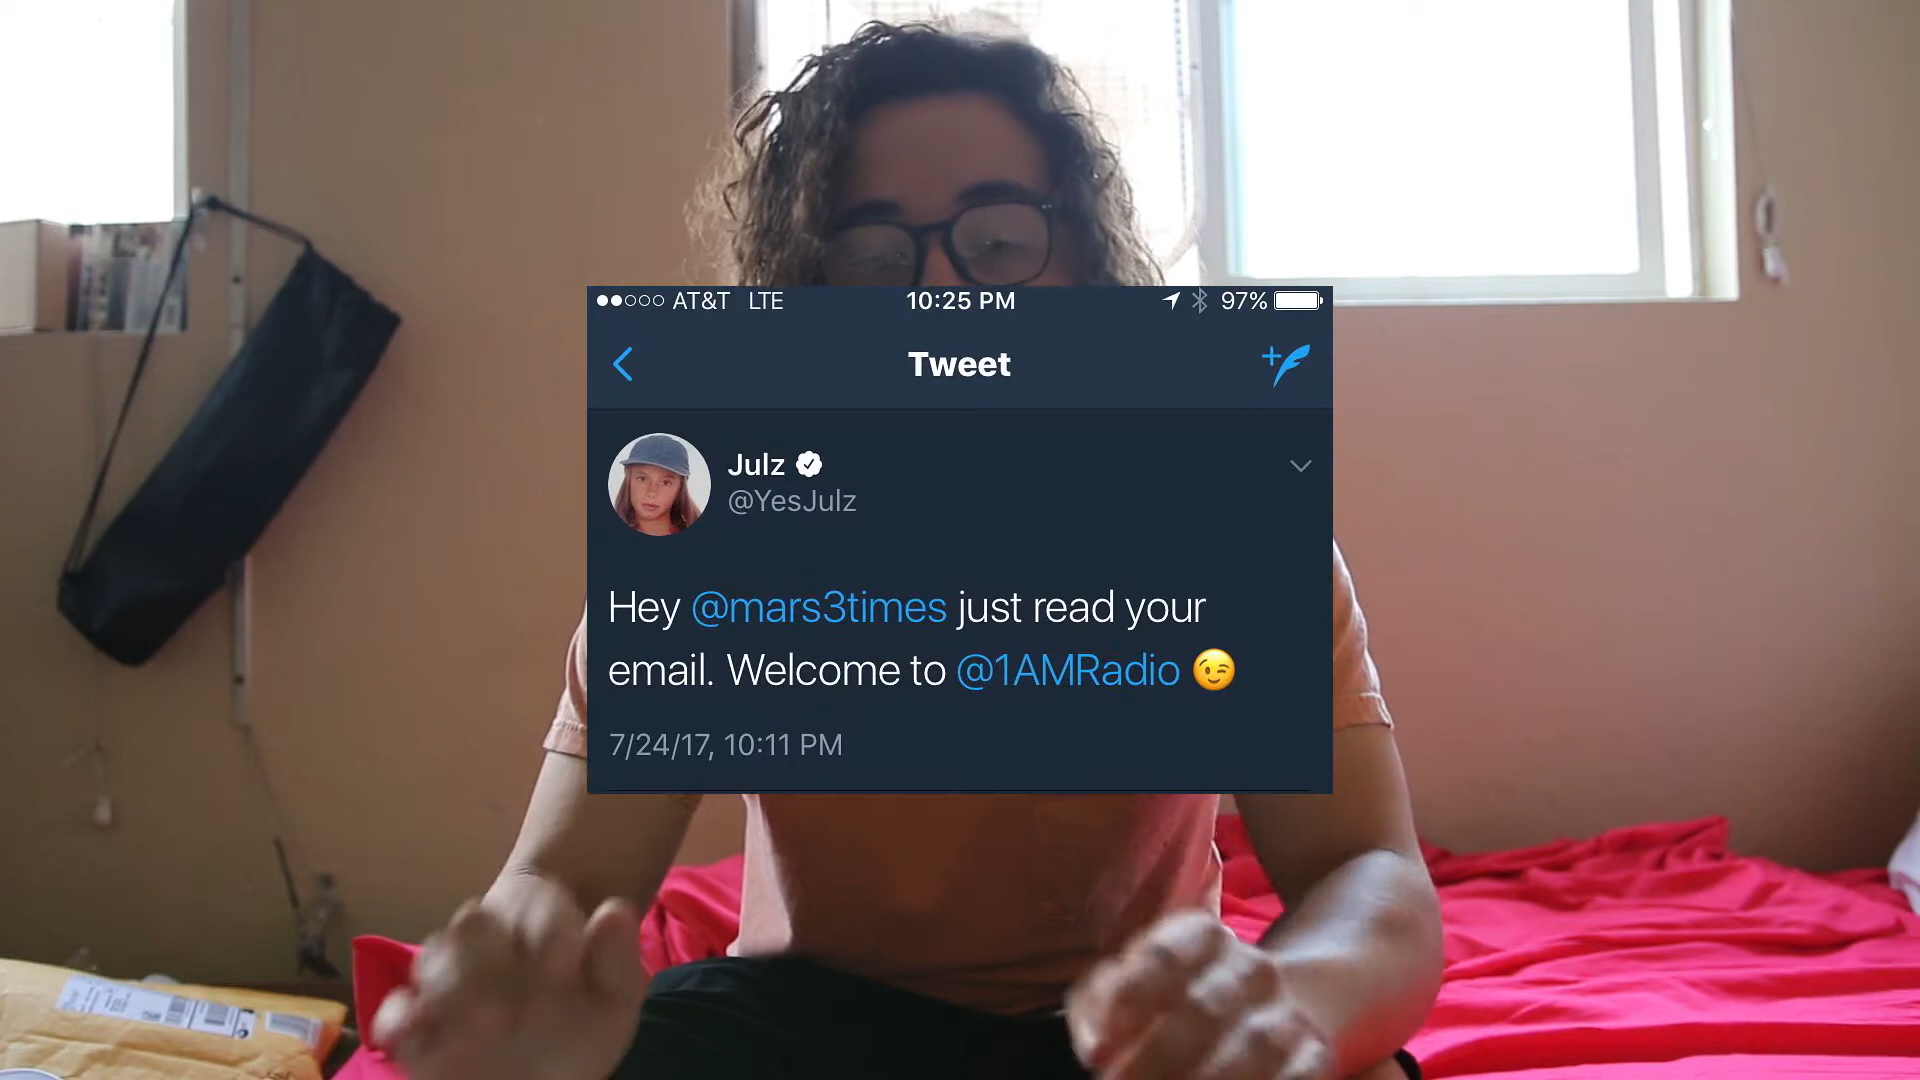 AT&T LTE 10:25 PM 97%
Tweet
Julz
@YesJulz
Hey @mars3times just read your
email. Welcome to @1AMRadio 😉
7/24/17, 10:11 PM